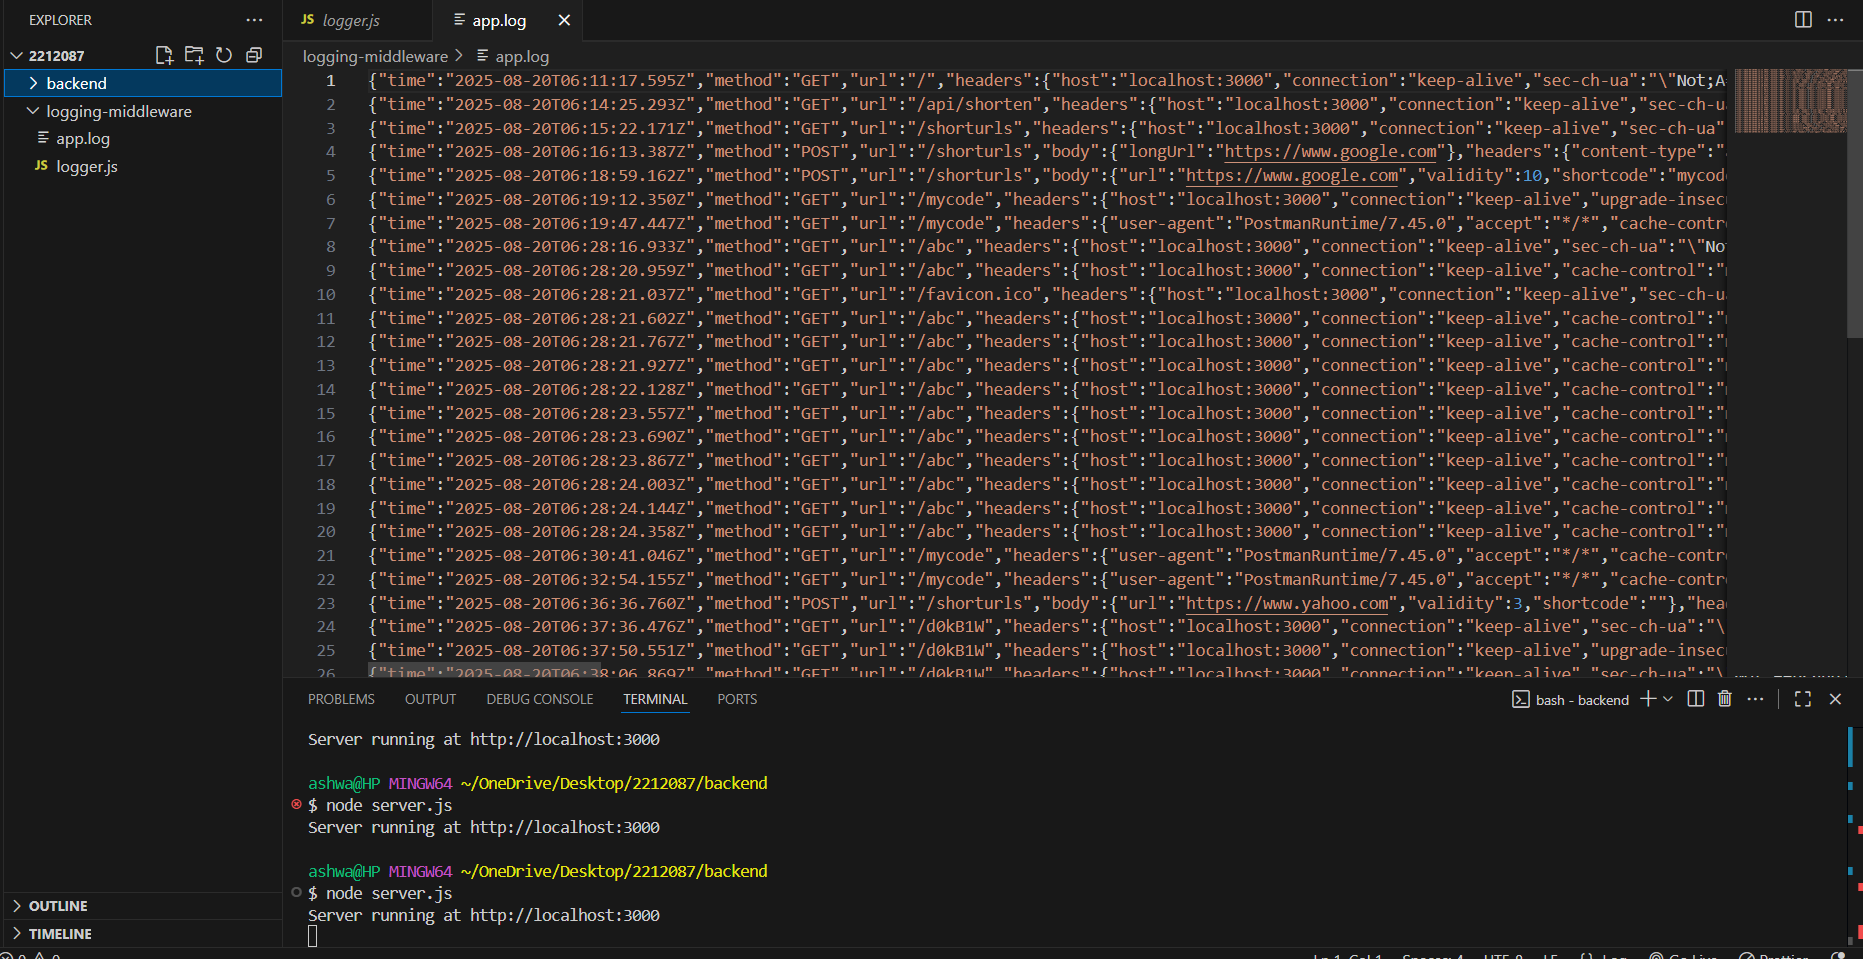 EXPLORER
2212087
backend
logging-middleware
app.log
JS logger.js
OUTLINE
TIMELINE
JS logger.js
app.log
logging-middleware > app.log
1 {"time":"2025-08-20T06:11:17.595Z","method":"GET","url":"/","headers":{"host":"localhost:3000","connection":"keep-alive","sec-ch-ua":"\"Not;A
2 {"time":"2025-08-20T06:14:25.293Z","method":"GET","url":"/api/shorten","headers":{"host":"localhost:3000","connection":"keep-alive","sec-ch-ua
3 {"time":"2025-08-20T06:15:22.171Z","method":"GET","url":"/shorturls","headers":{"host":"localhost:3000","connection":"keep-alive","sec-ch-ua"
4 {"time":"2025-08-20T06:16:13.387Z","method":"POST","url":"/shorturls","body":{"longUrl":"https://www.google.com"},"headers":{"content-type":"
5 {"time":"2025-08-20T06:18:59.162Z","method":"POST","url":"/shorturls","body":{"url":"https://www.google.com","validity":10,"shortcode":"mycod
6 {"time":"2025-08-20T06:19:12.350Z","method":"GET","url":"/mycode","headers":{"host":"localhost:3000","connection":"keep-alive","upgrade-insec
7 {"time":"2025-08-20T06:19:47.447Z","method":"GET","url":"/mycode","headers":{"user-agent":"PostmanRuntime/7.45.0","accept":"*/*","cache-contr
8 {"time":"2025-08-20T06:28:16.933Z","method":"GET","url":"/abc","headers":{"host":"localhost:3000","connection":"keep-alive","sec-ch-ua":"\"No
9 {"time":"2025-08-20T06:28:20.959Z","method":"GET","url":"/abc","headers":{"host":"localhost:3000","connection":"keep-alive","cache-control":"
10 {"time":"2025-08-20T06:28:21.037Z","method":"GET","url":"/favicon.ico","headers":{"host":"localhost:3000","connection":"keep-alive","sec-ch-ua
11 {"time":"2025-08-20T06:28:21.602Z","method":"GET","url":"/abc","headers":{"host":"localhost:3000","connection":"keep-alive","cache-control":"
12 {"time":"2025-08-20T06:28:21.767Z","method":"GET","url":"/abc","headers":{"host":"localhost:3000","connection":"keep-alive","cache-control":"
13 {"time":"2025-08-20T06:28:21.927Z","method":"GET","url":"/abc","headers":{"host":"localhost:3000","connection":"keep-alive","cache-control":"
14 {"time":"2025-08-20T06:28:22.128Z","method":"GET","url":"/abc","headers":{"host":"localhost:3000","connection":"keep-alive","cache-control":"
15 {"time":"2025-08-20T06:28:23.557Z","method":"GET","url":"/abc","headers":{"host":"localhost:3000","connection":"keep-alive","cache-control":"
16 {"time":"2025-08-20T06:28:23.690Z","method":"GET","url":"/abc","headers":{"host":"localhost:3000","connection":"keep-alive","cache-control":"
17 {"time":"2025-08-20T06:28:23.867Z","method":"GET","url":"/abc","headers":{"host":"localhost:3000","connection":"keep-alive","cache-control":"
18 {"time":"2025-08-20T06:28:24.003Z","method":"GET","url":"/abc","headers":{"host":"localhost:3000","connection":"keep-alive","cache-control":"
19 {"time":"2025-08-20T06:28:24.144Z","method":"GET","url":"/abc","headers":{"host":"localhost:3000","connection":"keep-alive","cache-control":"
20 {"time":"2025-08-20T06:28:24.358Z","method":"GET","url":"/abc","headers":{"host":"localhost:3000","connection":"keep-alive","cache-control":"
21 {"time":"2025-08-20T06:30:41.046Z","method":"GET","url":"/mycode","headers":{"user-agent":"PostmanRuntime/7.45.0","accept":"*/*","cache-contr
22 {"time":"2025-08-20T06:32:54.155Z","method":"GET","url":"/mycode","headers":{"user-agent":"PostmanRuntime/7.45.0","accept":"*/*","cache-contr
23 {"time":"2025-08-20T06:36:36.760Z","method":"POST","url":"/shorturls","body":{"url":"https://www.yahoo.com","validity":3,"shortcode":""},"hea
24 {"time":"2025-08-20T06:37:36.476Z","method":"GET","url":"/d0kB1W","headers":{"host":"localhost:3000","connection":"keep-alive","sec-ch-ua":"\
25 {"time":"2025-08-20T06:37:50.551Z","method":"GET","url":"/d0kB1W","headers":{"host":"localhost:3000","connection":"keep-alive","upgrade-insec
26 {"time":"2025-08-20T06:38:06.869Z","method":"GET","url":"/d0kB1W","headers":{"host":"localhost:3000","connection":"keep-alive","sec-ch-ua":"\
PROBLEMS OUTPUT DEBUG CONSOLE TERMINAL PORTS
bash - backend
Server running at http://localhost:3000
ashwa@HP MINGW64 ~/OneDrive/Desktop/2212087/backend
$ node server.js
Server running at http://localhost:3000
ashwa@HP MINGW64 ~/OneDrive/Desktop/2212087/backend
$ node server.js
Server running at http://localhost:3000